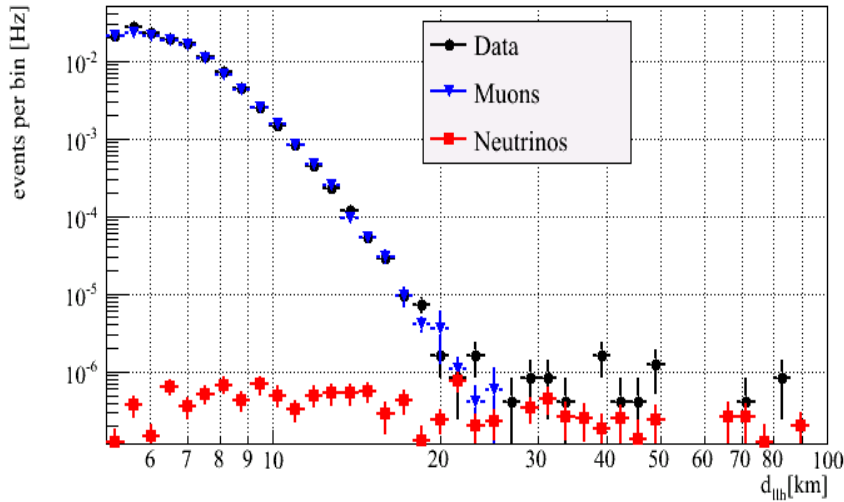 events per bin [Hz]
10-2
10-3
10-4
10-5
10-6
Data
Muons
Neutrinos
6 7 8 9 10 20 30 40 50 60 70 80 100
d_llh[km]